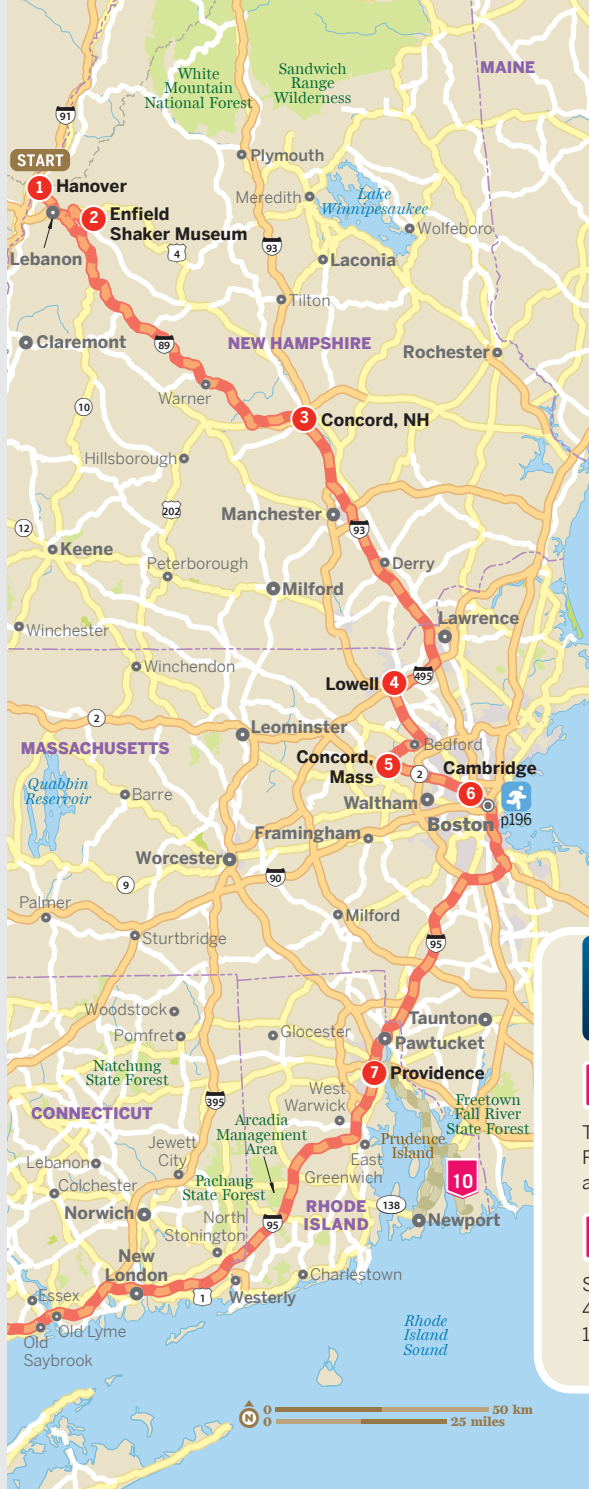 MAINE
White
Mountain
National Forest
Sandwich
Range
Wilderness
91
START
Plymouth
1 Hanover
Meredith
Lake
Winnipesaukee
2 Enfield
Shaker Museum
Wolfeboro
Lebanon
4
93
Laconia
Tilton
Claremont
89
NEW HAMPSHIRE
Rochester
Warner
10
3 Concord, NH
Hillsborough
202
Manchester
12
93
Keene
Peterborough
Derry
Milford
Winchester
Lawrence
Winchendon
495
Lowell 4
2
Leominster
MASSACHUSETTS
Bedford
Concord,
Mass
5
2
Cambridge
6
Quabbin
Reservoir
Barre
Waltham
Boston
p196
Framingham
Worcester
90
9
Palmer
Milford
Sturtbridge
95
Woodstock
Taunton
Pomfret
Glocester
Pawtucket
Natchung
State Forest
7 Providence
395
West
Warwick
Freetown
Fall River
State Forest
CONNECTICUT
Arcadia
Management
Area
Jewett
City
Prudence
Island
Lebanon
East
Greenwich
10
Colchester
Pachaug
State Forest
RHODE
ISLAND
138
Norwich
North
Stonington
95
Newport
New
London
Charlestown
Essex
1
Westerly
Old Lyme
Old
Saybrook
Rhode
Island
Sound
N
0 50 km
0 25 miles
T
F
a
S
4
1